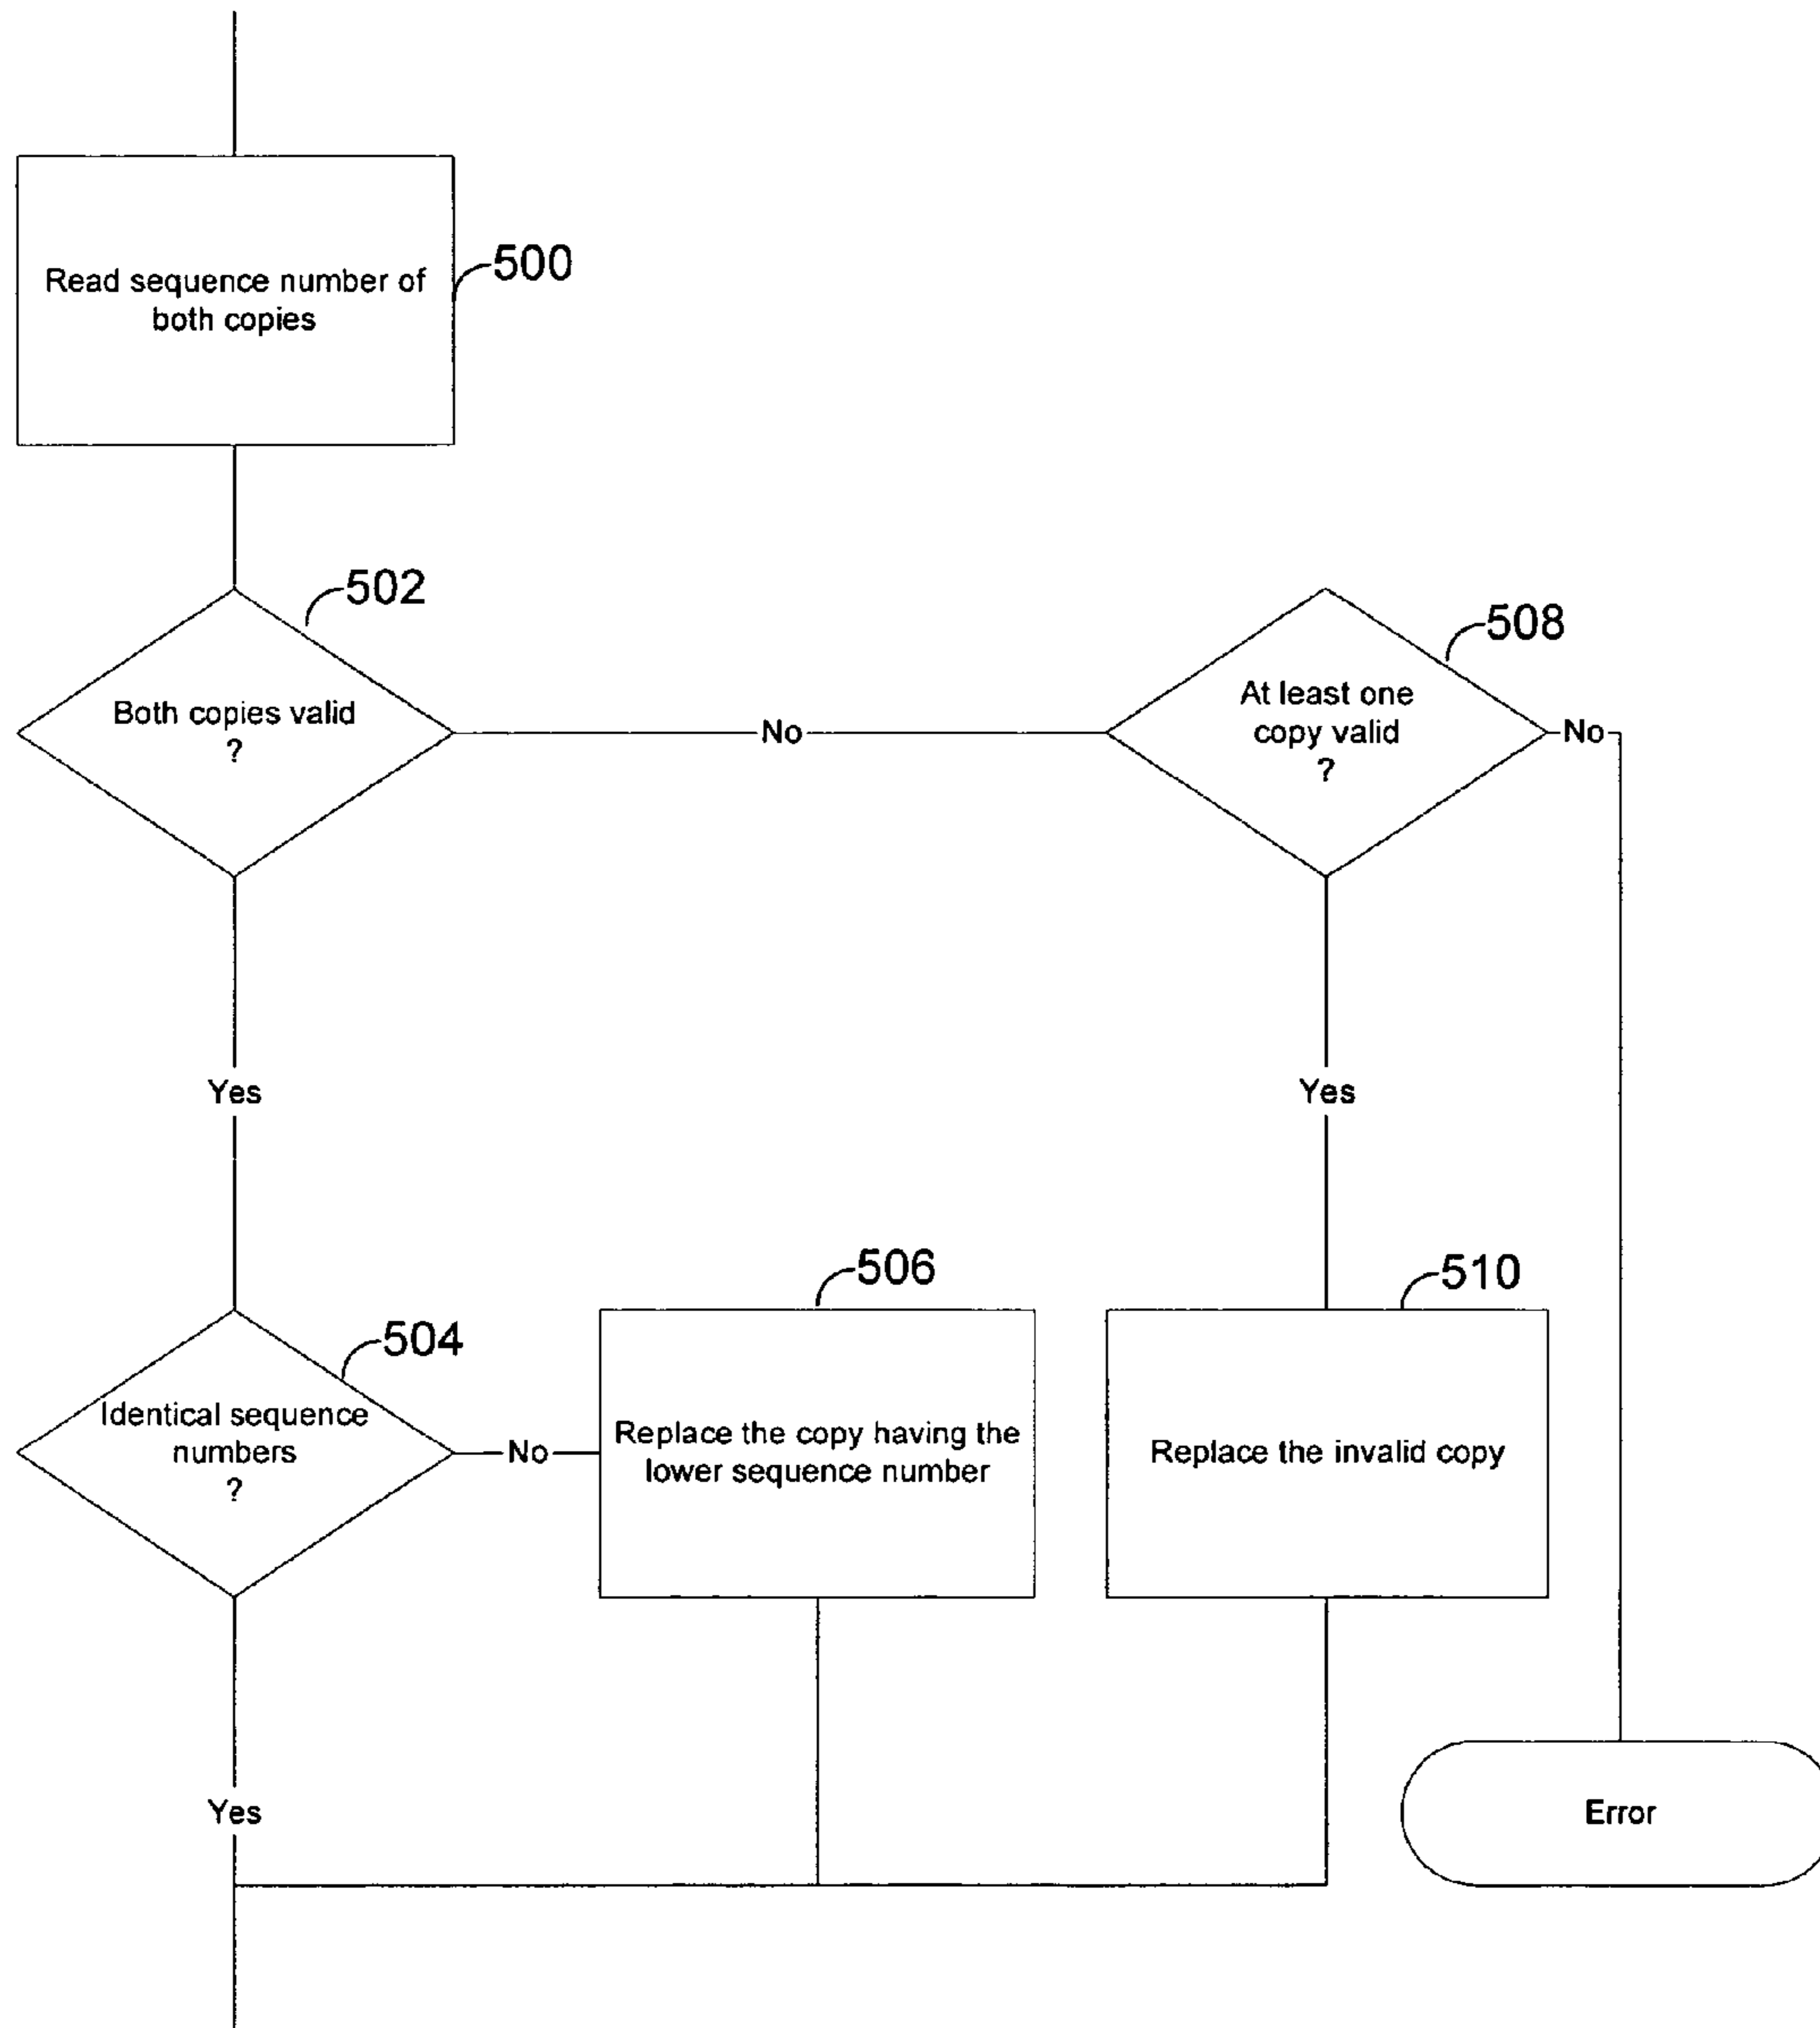 Read sequence number of
both copies
500
502
Both copies valid
?
No
508
At least one
copy valid
?
No
Yes
Yes
504
Identical sequence
numbers
?
No
506
Replace the copy having the
lower sequence number
510
Replace the invalid copy
Yes
Error